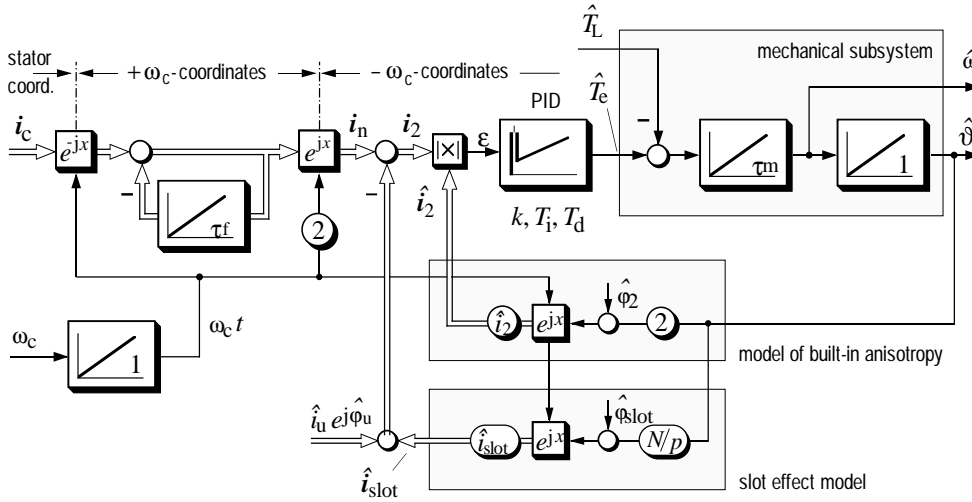 T̂L
mechanical subsystem
stator
coord.
+ωc-coordinates
− ωc-coordinates
PID
T̂e
ω̂
ϑ̂
ic
e-jx
ejx
in
i2
|×|
ε
−
−
−
τf
2
î2
k, Ti, Td
τm
1
ωc
1
ωc t
î2
ejx
φ̂2
2
model of built-in anisotropy
îu ejφ̂u
îslot
îslot
ejx
φ̂slot
N/p
slot effect model